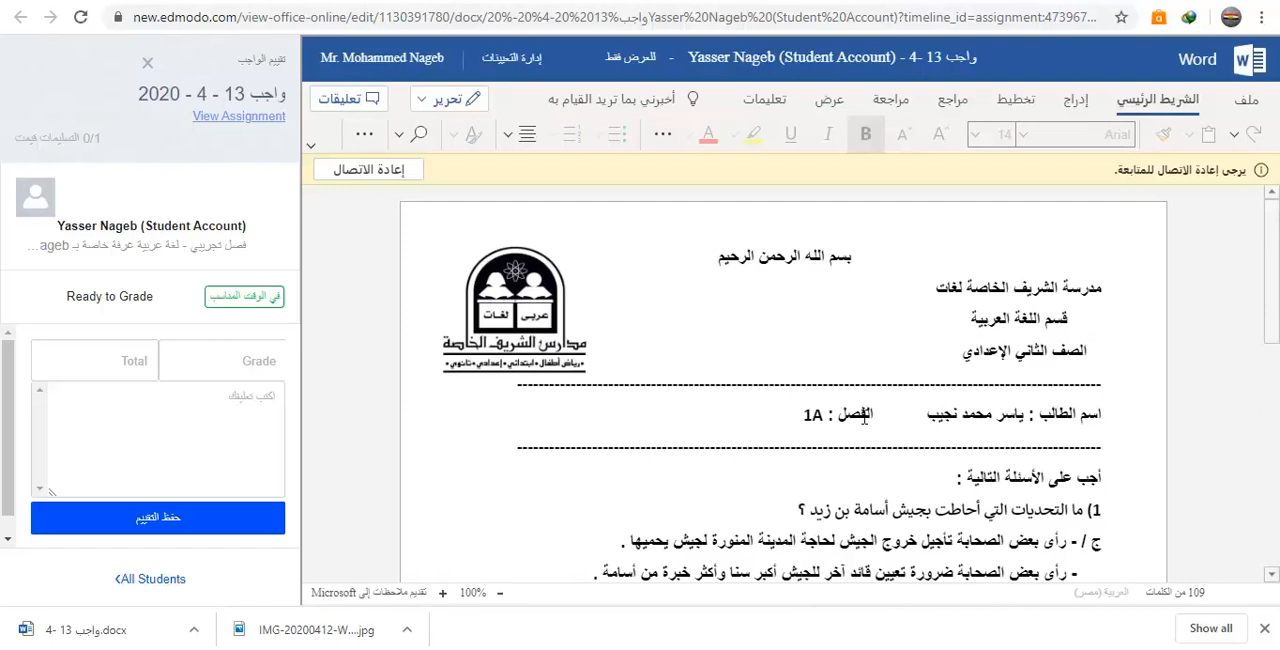 new.edmodo.com/view-office-online/edit/1130391780/docx/20%20-%204-%2013%20%واجبYasser%20Nageb%20(Student%20Account)?timeline_id=assignment:473967...
تقييم الواجب
واجب 13 - 4 - 2020
View Assignment
0/1 التسليمات قيمت
Yasser Nageb (Student Account)
فصل تجريبي - لغة عربية غرفة خاصة بـ ageb...
Ready to Grade
في الوقت المناسب
Total
Grade
اكتب تعليقك
حفظ التقييم
‹All Students
Mr. Mohammed Nageb
إدارة التعيينات
للعرض فقط
-
واجب 13 -4 - Yasser Nageb (Student Account)
Word
ملف
الشريط الرئيسي
إدراج
تخطيط
مراجع
مراجعة
عرض
تعليمات
أخبرني بما تريد القيام به
تحرير
تعليقات
Arial
14
B
I
U
A
يرجى إعادة الاتصال للمتابعة.
إعادة الاتصال
بسم الله الرحمن الرحيم
مدرسة الشريف الخاصة لغات
قسم اللغة العربية
الصف الثاني الإعدادي
عربى
لغات
مدارس الشريف الخاصة
• رياض أطفال • ابتدائي • إعدادي • ثانوي •
اسم الطالب : ياسر محمد نجيب الفصل : 1A
أجب على الأسئلة التالية :
1) ما التحديات التي أحاطت بجيش أسامة بن زيد ؟
ج / - رأى بعض الصحابة تأجيل خروج الجيش لحاجة المدينة المنورة لجيش يحميها .
- رأى بعض الصحابة ضرورة تعيين قائد آخر للجيش أكبر سنا وأكثر خبرة من أسامة .
109 من الكلمات
العربية (مصر)
100%
تقديم ملاحظات إلى Microsoft
واجب 13 -4.docx
IMG-20200412-W....jpg
Show all